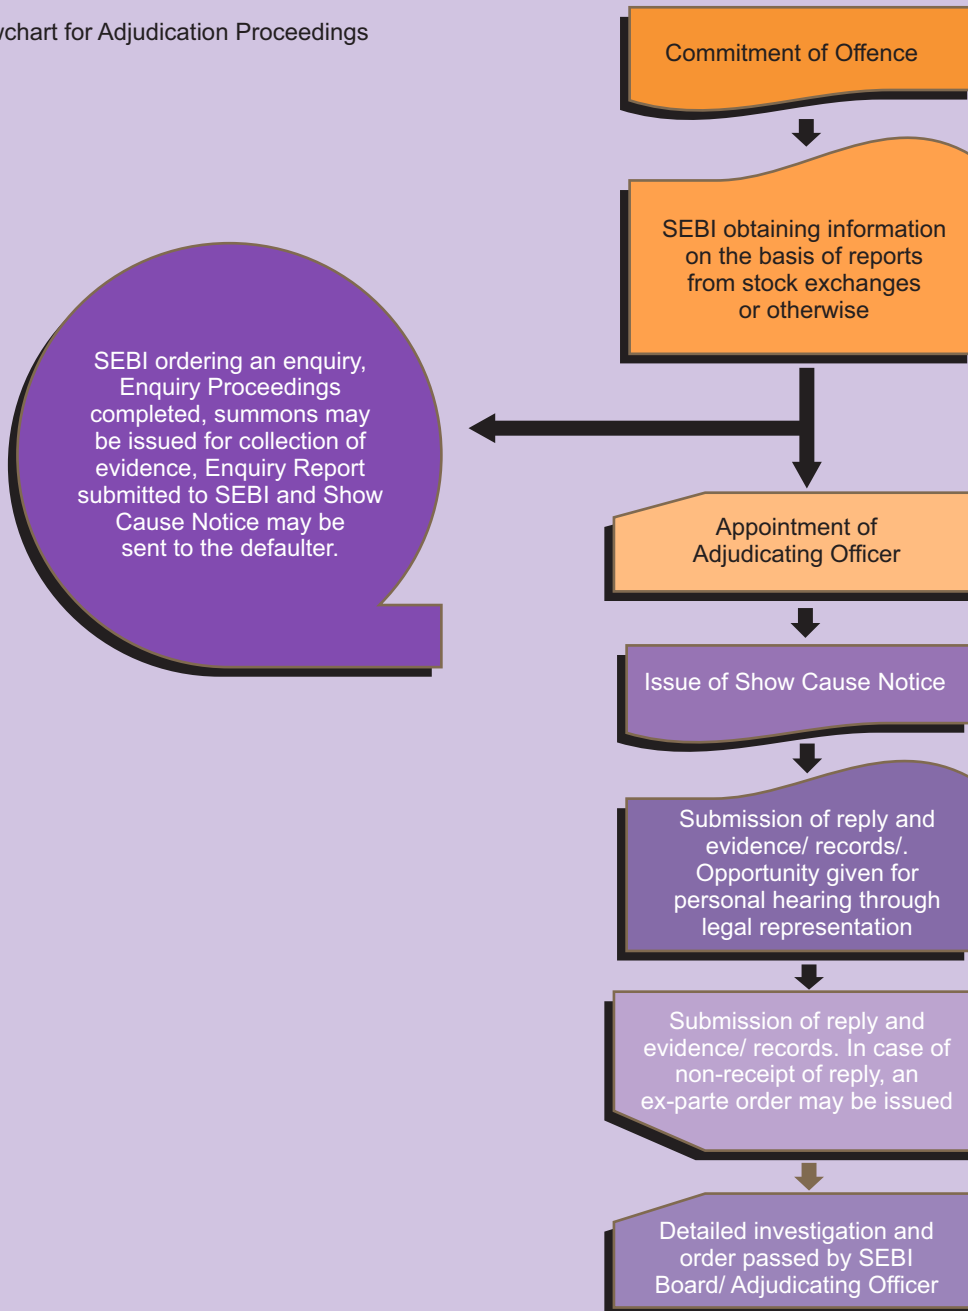 wchart for Adjudication Proceedings
Commitment of Offence
SEBI obtaining information
on the basis of reports
from stock exchanges
or otherwise
SEBI ordering an enquiry,
Enquiry Proceedings
completed, summons may
be issued for collection of
evidence, Enquiry Report
submitted to SEBI and Show
Cause Notice may be
sent to the defaulter.
Appointment of
Adjudicating Officer
Issue of Show Cause Notice
Submission of reply and
evidence/ records/.
Opportunity given for
personal hearing through
legal representation
Submission of reply and
evidence/ records. In case of
non-receipt of reply, an
ex-parte order may be issued
Detailed investigation and
order passed by SEBI
Board/ Adjudicating Officer